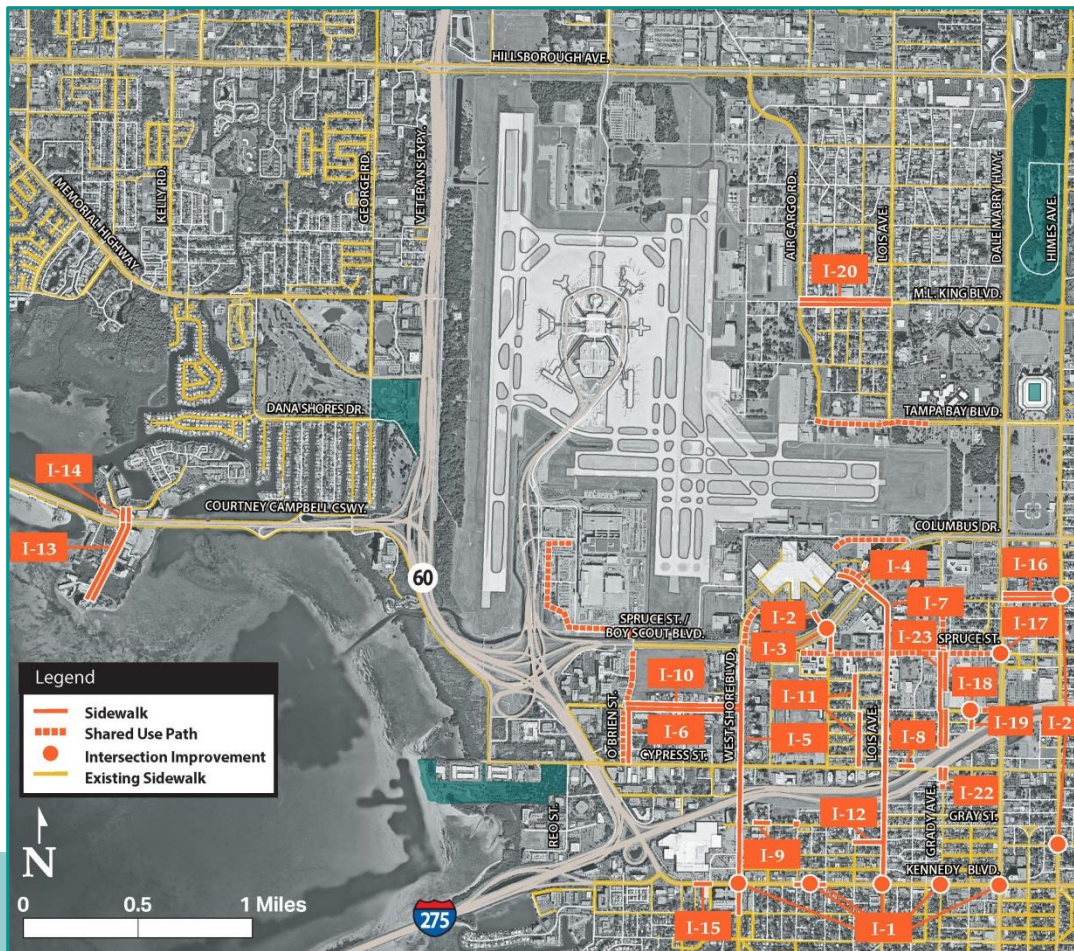 HILLSBOROUGH AVE.
MEMORIAL HIGHWAY
KELLY RD.
GEORGE RD.
VETERANS EXPY.
AIR CARGO RD.
LOIS AVE.
DALE MABRY HWY.
HIMES AVE.
I-20
M.L. KING BLVD.
DANA SHORES DR.
TAMPA BAY BLVD.
I-14
COURTNEY CAMPBELL CSWY.
I-13
COLUMBUS DR.
60
I-4
I-16
I-2
I-7
SPRUCE ST. /
BOY SCOUT BLVD.
I-3
I-23
SPRUCE ST.
I-17
Legend
Sidewalk
Shared Use Path
Intersection Improvement
Existing Sidewalk
O'BRIEN ST.
I-10
WEST SHORE BLVD.
I-11
I-18
I-6
I-5
LOIS AVE.
I-8
I-19
CYPRESS ST.
I-22
REO ST.
GRADY AVE.
GRAY ST.
I-12
I-9
KENNEDY BLVD.
N
0 0.5 1 Miles
275
I-15
I-1